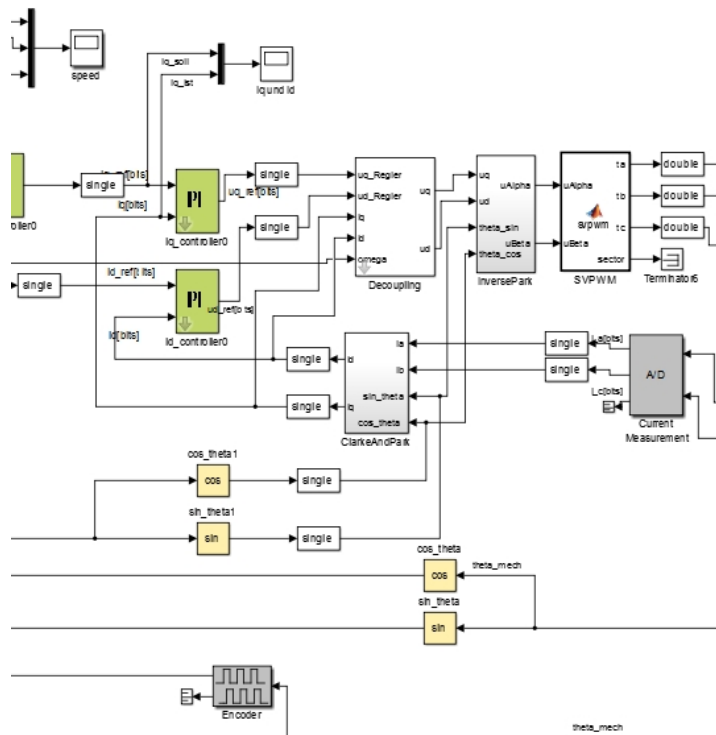 speed
Iq_soll
Iq_ist
Iq und Id
single
Iq[bits]
ntroller0
PI
Iq_controller0
uq_ref[bits]
single
single
Id_ref[bits]
single
PI
Id_controller0
ud_ref[bits]
Id[bits]
uq_Regler
ud_Regler
Iq
Id
omega
uq
ud
Decoupling
uq
ud
theta_sin
theta_cos
uAlpha
uBeta
InversePark
uAlpha
uBeta
svpwm
ta
tb
tc
sector
SVPWM
double
double
double
Terminator6
single
single
Id
Iq
Ia
Ib
sin_theta
cos_theta
ClarkeAndPark
single
single
I_a[bits]
I_c[bits]
A/D
Current
Measurement
cos_theta1
cos
single
sin_theta1
sin
single
cos_theta
cos
theta_mech
sin_theta
sin
Encoder
theta_mech